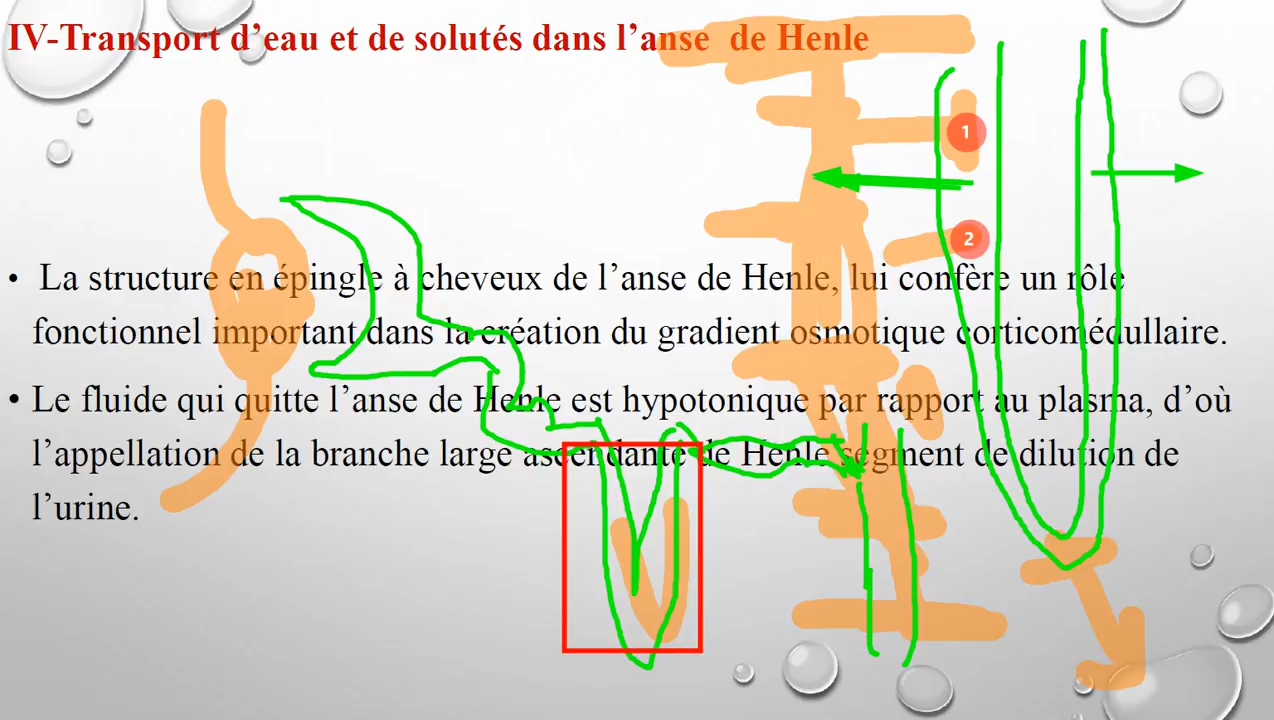 IV-Transport d’eau et de solutés dans l’anse de Henle
1
2
• La structure en épingle à cheveux de l’anse de Henle, lui confère un rôle
fonctionnel important dans la création du gradient osmotique corticomédullaire.
• Le fluide qui quitte l’anse de Henle est hypotonique par rapport au plasma, d’où
l’appellation de la branche large ascendante de Henle segment de dilution de
l’urine.